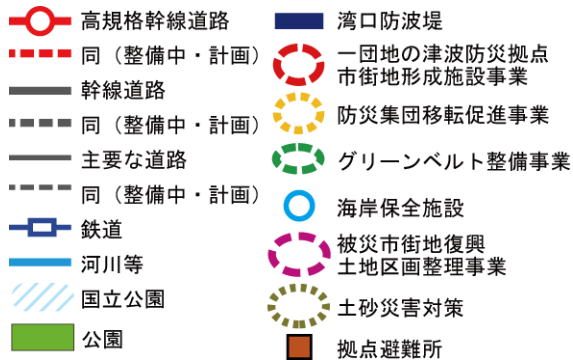 高規格幹線道路
同（整備中・計画）
幹線道路
同（整備中・計画）
主要な道路
同（整備中・計画）
鉄道
河川等
国立公園
公園
湾口防波堤
一団地の津波防災拠点
市街地形成施設事業
防災集団移転促進事業
グリーンベルト整備事業
海岸保全施設
被災市街地復興
土地区画整理事業
土砂災害対策
拠点避難所